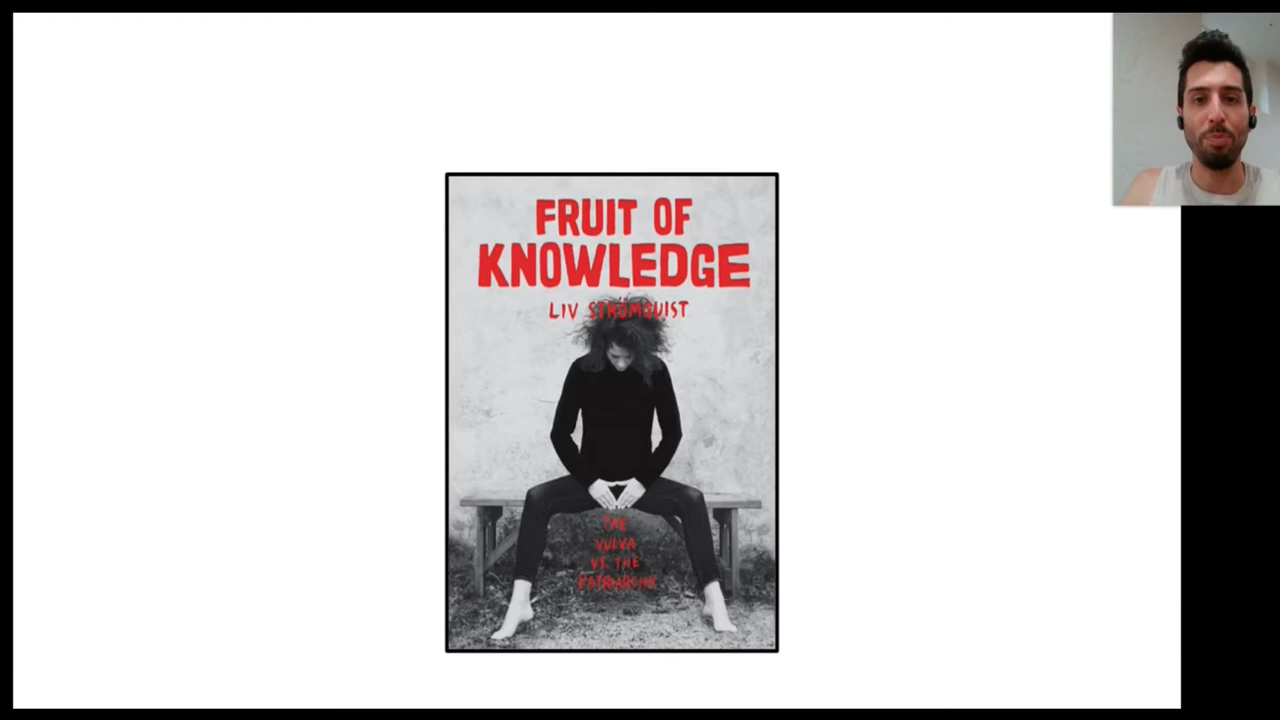 FRUIT OF
KNOWLEDGE
LIV STRÖMQUIST
THE
VULVA
VS. THE
PATRIARCHY